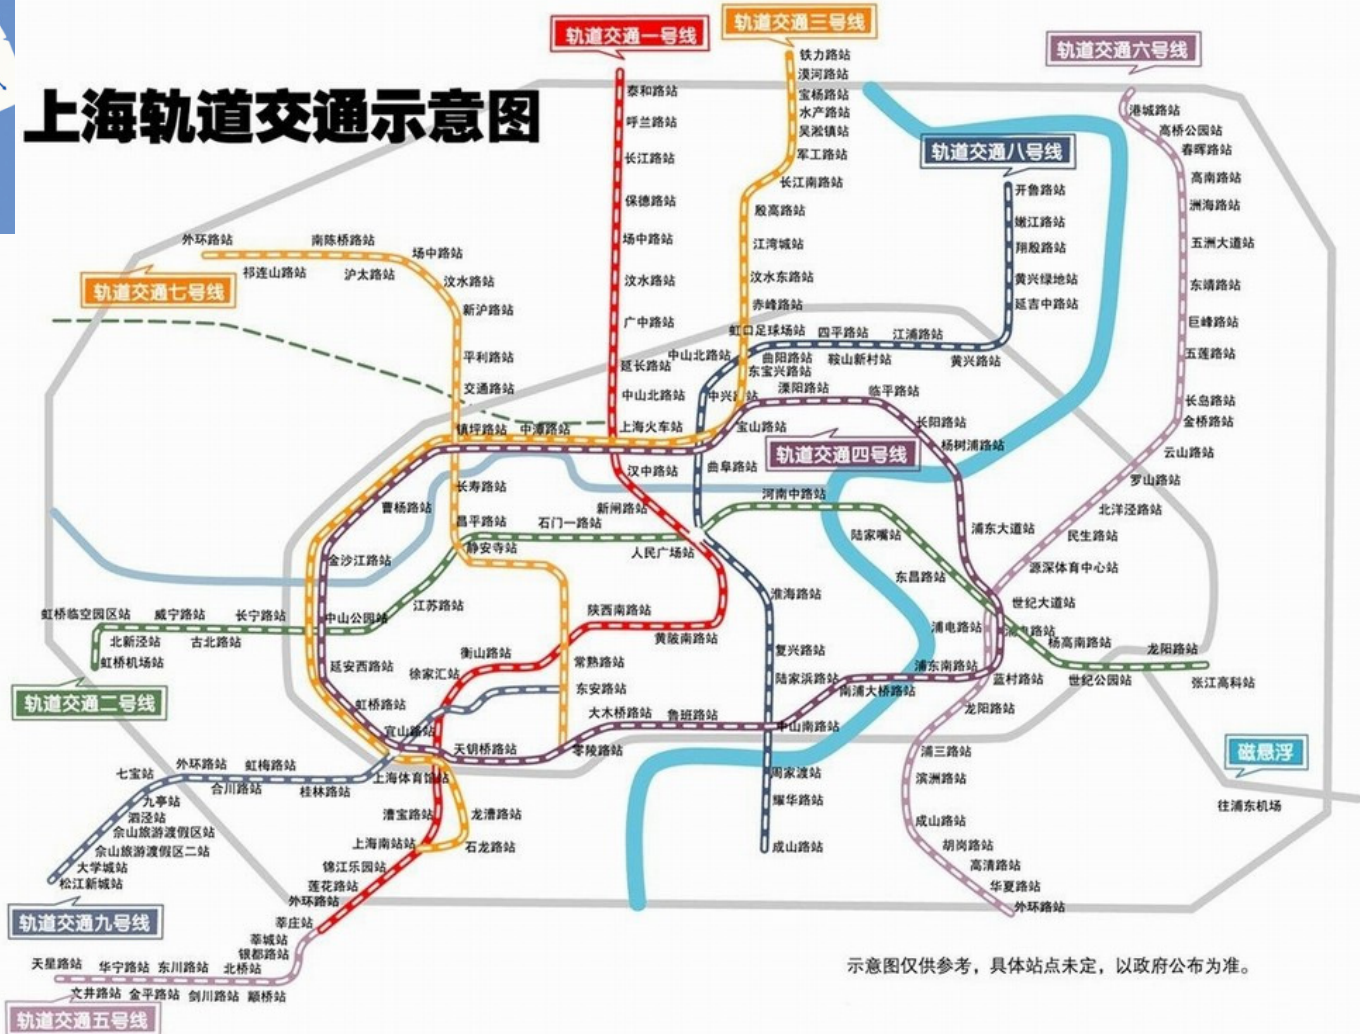 上海轨道交通示意图
轨道交通一号线
泰和路站
呼兰路站
长江路站
保德路站
场中路站
汶水路站
广中路站
延长路站
中山北路站
上海火车站
汉中路站
新闸路站
人民广场站
黄陂南路站
陕西南路站
常熟路站
衡山路站
徐家汇站
上海体育馆站
漕宝路站
上海南站站
锦江乐园站
莲花路站
外环路站
莘庄站
轨道交通三号线
铁力路站
漠河路站
宝杨路站
水产路站
吴淞镇站
军工路站
长江南路站
殷高路站
江湾城站
汶水东路站
赤峰路站
虹口足球场站
东宝兴路站
宝山路站
中潭路站
镇坪路站
曹杨路站
金沙江路站
中山公园站
延安西路站
虹桥路站
宜山路站
龙漕路站
石龙路站
轨道交通六号线
港城路站
高桥公园站
春晖路站
高南路站
洲海路站
五洲大道站
东靖路站
巨峰路站
五莲路站
长岛路站
金桥路站
云山路站
罗山路站
北洋泾路站
民生路站
源深体育中心站
世纪大道站
浦电路站
蓝村路站
龙阳路站
浦三路站
滨洲路站
成山路站
胡岗路站
高清路站
华夏路站
外环路站
轨道交通八号线
开鲁路站
嫩江路站
翔殷路站
黄兴绿地站
延吉中路站
黄兴路站
江浦路站
鞍山新村站
四平路站
曲阳路站
中山北路站
曲阜路站
淮海路站
复兴路站
陆家浜路站
中山南路站
周家渡站
耀华路站
成山路站
轨道交通七号线
外环路站
祁连山路站
南陈桥路站
沪太路站
场中路站
汶水路站
新沪路站
平利路站
交通路站
长寿路站
昌平路站
静安寺站
东安路站
零陵路站
轨道交通四号线
溧阳路站
临平路站
长阳路站
杨树浦路站
浦东大道站
浦电路站
浦东南路站
南浦大桥路站
鲁班路站
大木桥路站
天钥桥路站
轨道交通二号线
虹桥机场站
虹桥临空园区站
北新泾站
威宁路站
古北路站
长宁路站
江苏路站
石门一路站
河南中路站
陆家嘴站
东昌路站
杨高南路站
世纪公园站
龙阳路站
张江高科站
磁悬浮
往浦东机场
轨道交通九号线
松江新城站
大学城站
佘山旅游渡假区二站
佘山旅游渡假区站
泗泾站
九亭站
七宝站
外环路站
合川路站
虹梅路站
桂林路站
轨道交通五号线
莘城站
银都路站
颛桥站
北桥站
剑川路站
东川路站
金平路站
华宁路站
文井路站
天星路站
示意图仅供参考，具体站点未定，以政府公布为准。